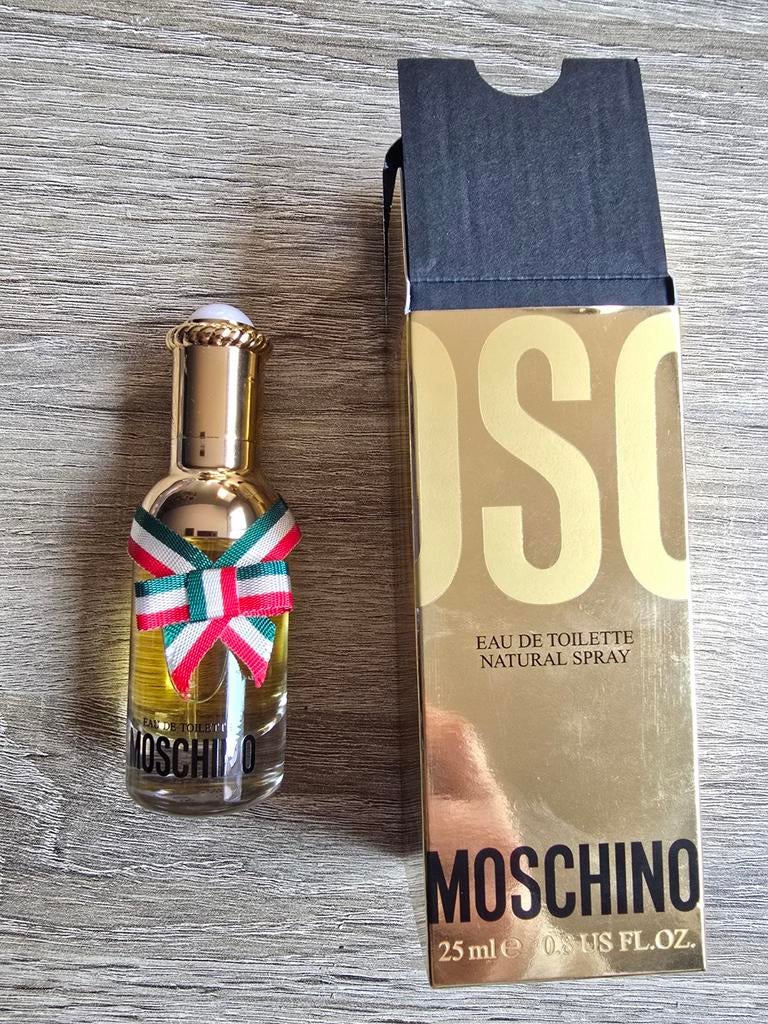 EAU DE TOILETTE
MOSCHINO
OSC
EAU DE TOILETTE
NATURAL SPRAY
MOSCHINO
25 ml ℮ 0.8 US FL.OZ.